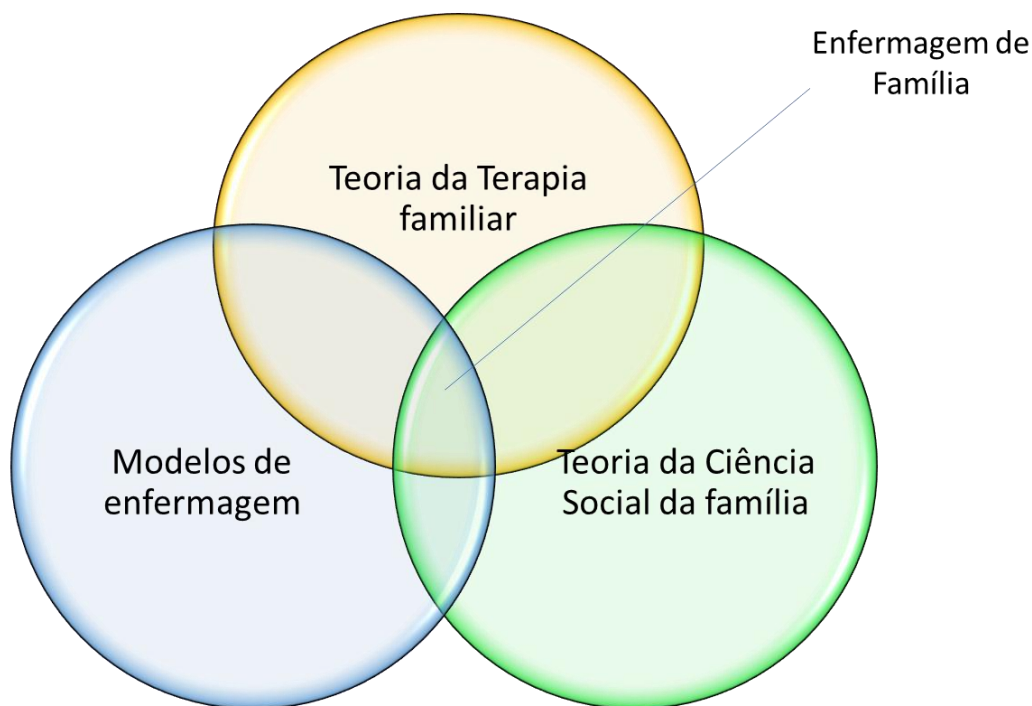 Enfermagem de
Família
Teoria da Terapia
familiar
Modelos de
enfermagem
Teoria da Ciência
Social da família